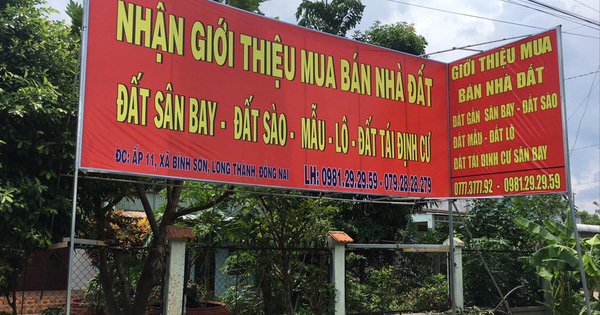 NHẬN GIỚI THIỆU MUA BÁN NHÀ ĐẤT
ĐẤT SÂN BAY - ĐẤT SÀO - MẪU - LÔ - ĐẤT TÁI ĐỊNH CƯ
ĐC: ẤP 11, XÃ BÌNH SƠN, LONG THÀNH, ĐỒNG NAI
LH: 0981.29.29.59 - 079.28.28.279
GIỚI THIỆU MUA
BÁN NHÀ ĐẤT
ĐẤT GẦN SÂN BAY - ĐẤT SÀO
ĐẤT MẪU - ĐẤT LÔ
ĐẤT TÁI ĐỊNH CƯ SÂN BAY
0777.3777.92 - 0981.29.29.59